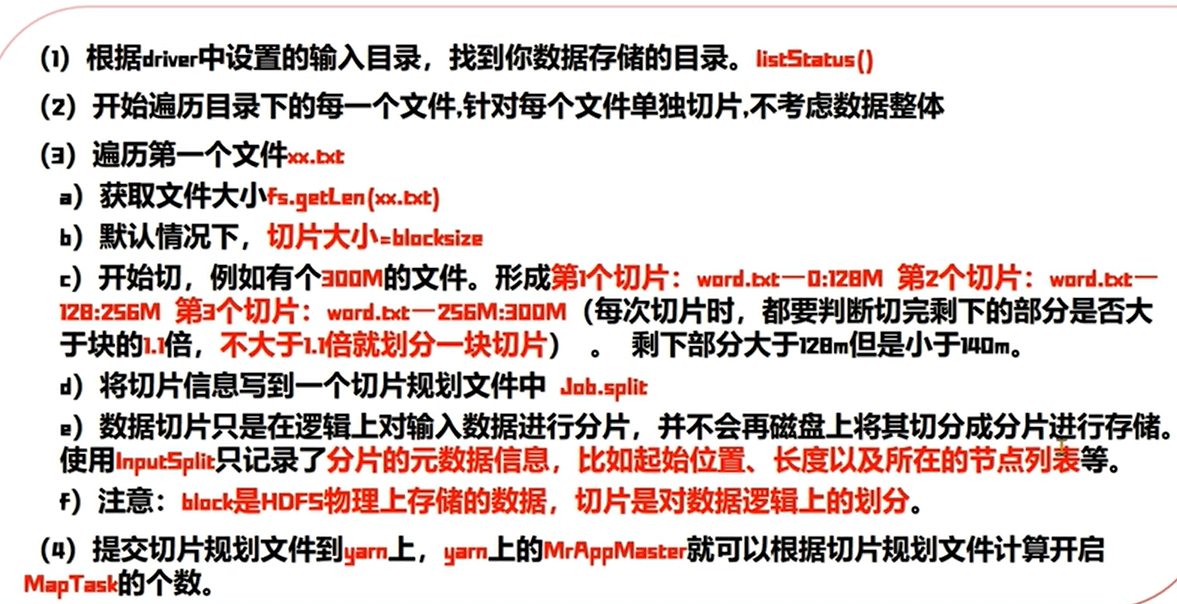 (1) 根据driver中设置的输入目录，找到你数据存储的目录。listStatus()
(2) 开始遍历目录下的每一个文件,针对每个文件单独切片,不考虑数据整体
(3) 遍历第一个文件xx.txt
a) 获取文件大小fs.getLen(xx.txt)
b) 默认情况下，切片大小=blocksize
c) 开始切，例如有个300M的文件。形成第1个切片：word.txt—0:128M 第2个切片：word.txt—
128:256M 第3个切片：word.txt—256M:300M（每次切片时，都要判断切完剩下的部分是否大
于块的1.1倍，不大于1.1倍就划分一块切片） 。 剩下部分大于128m但是小于140m。
d) 将切片信息写到一个切片规划文件中 Job.split
e) 数据切片只是在逻辑上对输入数据进行分片，并不会再磁盘上将其切分成分片进行存储。
使用InputSplit只记录了分片的元数据信息，比如起始位置、长度以及所在的节点列表等。
f) 注意：block是HDFS物理上存储的数据，切片是对数据逻辑上的划分。
(4) 提交切片规划文件到yarn上，yarn上的MrAppMaster就可以根据切片规划文件计算开启
MapTask的个数。